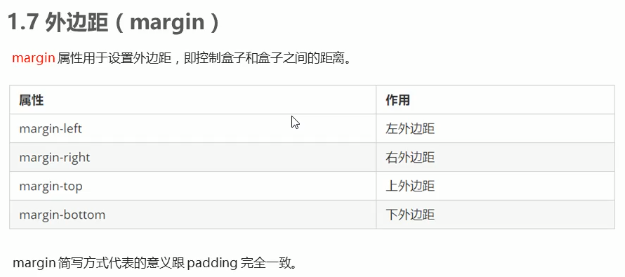 1.7 外边距（margin）
margin 属性用于设置外边距，即控制盒子和盒子之间的距离。
属性 作用
margin-left 左外边距
margin-right 右外边距
margin-top 上外边距
margin-bottom 下外边距
margin 简写方式代表的意义跟 padding 完全一致。